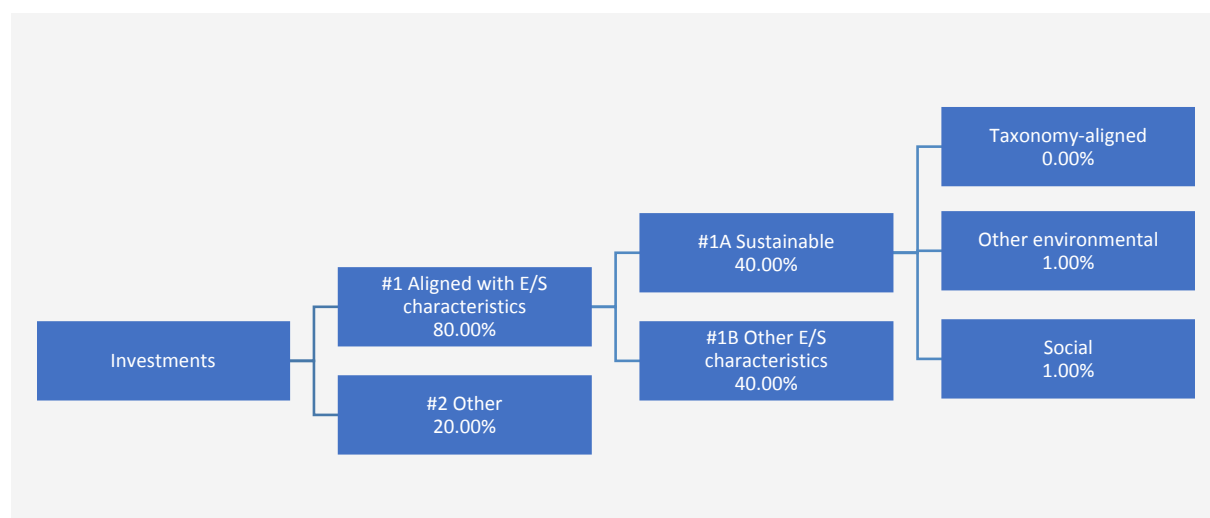 Investments
#1 Aligned with E/S
characteristics
80.00%
#2 Other
20.00%
#1A Sustainable
40.00%
#1B Other E/S
characteristics
40.00%
Taxonomy-aligned
0.00%
Other environmental
1.00%
Social
1.00%